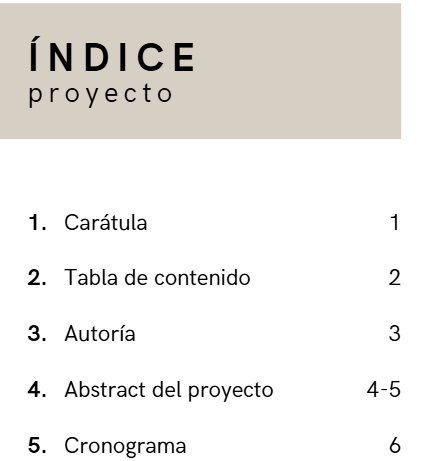 ÍNDICE
proyecto
1. Carátula 1
2. Tabla de contenido 2
3. Autoría 3
4. Abstract del proyecto 4-5
5. Cronograma 6